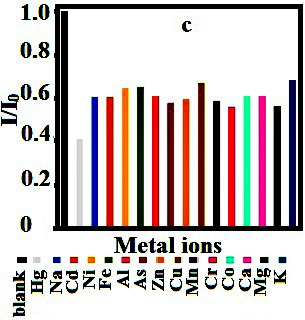 1.0
c
0.8
0.6
0.4
0.2
0
I/I0
Metal ions
blank
Hg
Na
Cd
Ni
Fe
Al
As
Zn
Cu
Mn
Cr
Co
Ca
Mg
K